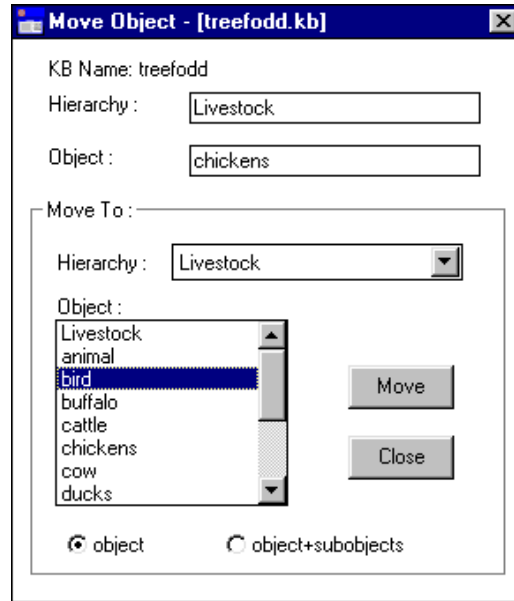 Move Object - [treefodd.kb]
KB Name: treefodd
Hierarchy : Livestock
Object : chickens
Move To :
Hierarchy : Livestock
Object :
Livestock
animal
bird
buffalo
cattle
chickens
cow
ducks
Move
Close
object object+subobjects